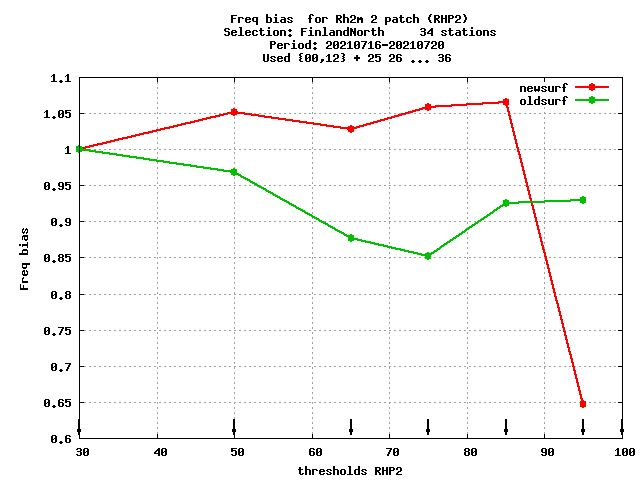 Freq bias  for Rh2m 2 patch (RHP2)
Selection: FinlandNorth     34 stations
Period: 20210716-20210720
Used {00,12} + 25 26 ... 36
newsurf
oldsurf
1.1
1.05
1
0.95
0.9
0.85
0.8
0.75
0.7
0.65
0.6
Freq bias
30 40 50 60 70 80 90 100
thresholds RHP2